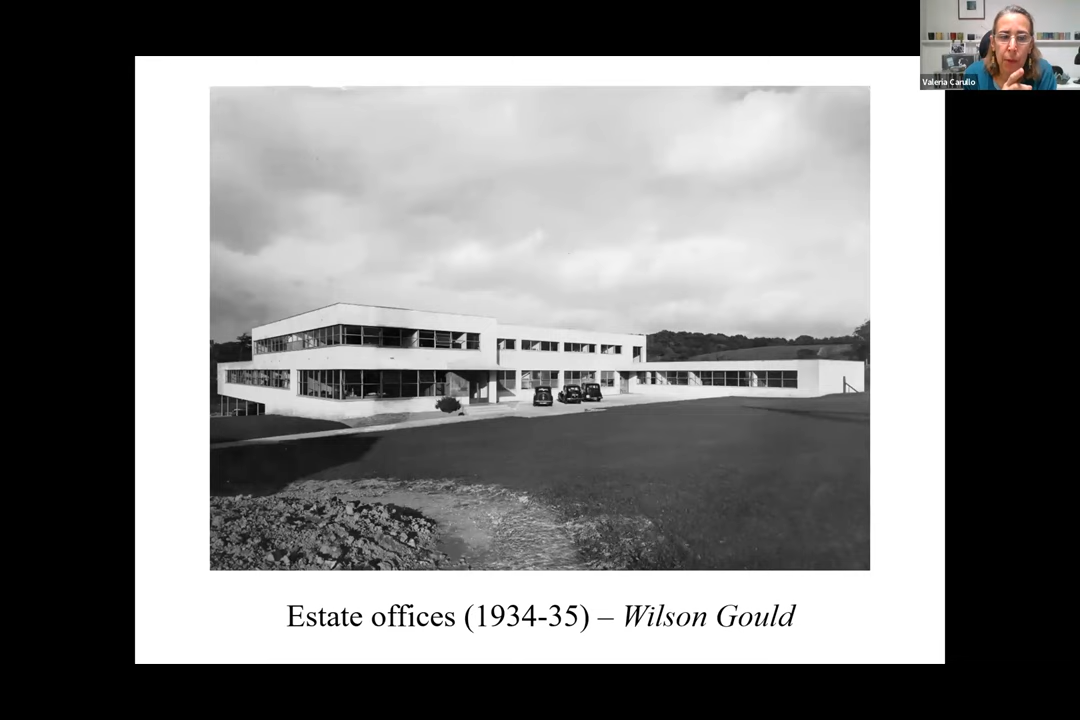 Valeria Carullo
Estate offices (1934-35) – Wilson Gould